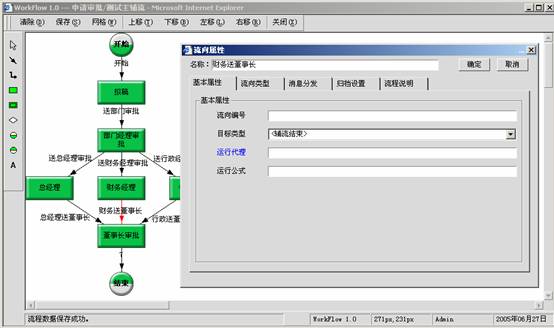 WorkFlow 1.0 --- 申请审批/测试主辅流 - Microsoft Internet Explorer
清除(D) 保存(S) 网格(W) 上移(T) 下移(B) 左移(L) 右移(R) 关闭(X)
开始
开始
拟稿
送部门审批
部门经理审批
送总经理审批
送财务经理审批
送行政经
总经理
财务经理
总经理送董事长
财务送董事长
行政送董
董事长审批
结束
流向属性
名称: 财务送董事长
确定
取消
基本属性 流向类型 消息分发 归档设置 流程说明
基本属性
流向编号
目标类型 <辅流结束>
运行代理
运行公式
A
流程数据保存成功。 WorkFlow 1.0 271px,231px Admin 2005年06月27日